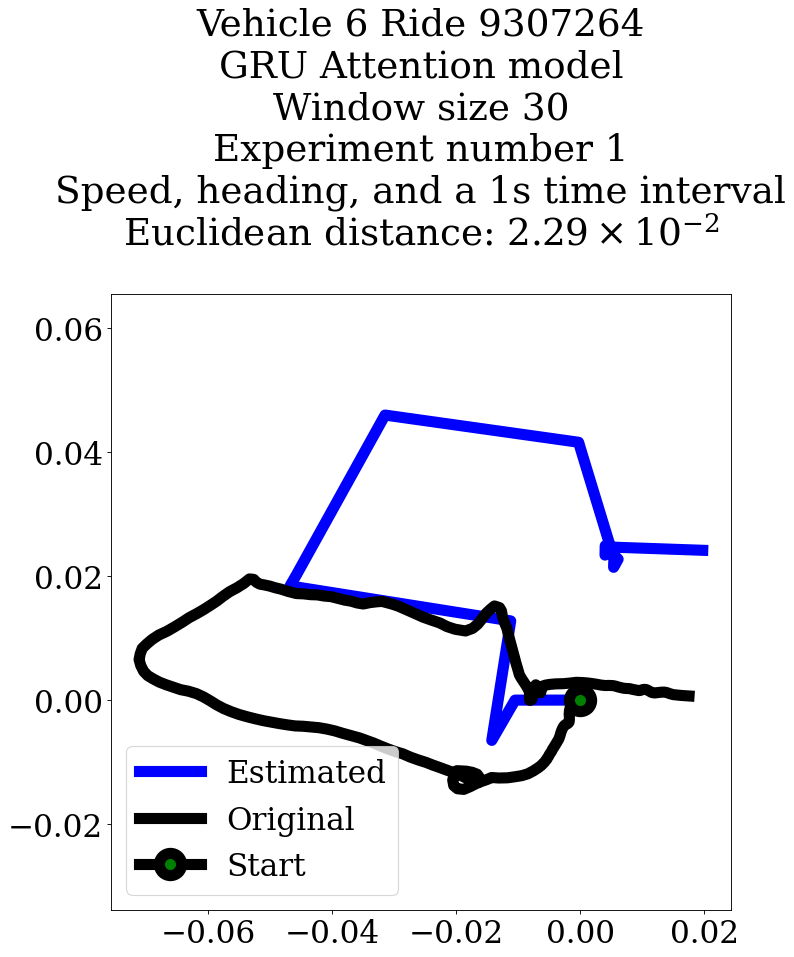 Vehicle 6 Ride 9307264
GRU Attention model
Window size 30
Experiment number 1
Speed, heading, and a 1s time interval
Euclidean distance: 2.29 × 10⁻²
0.06
0.04
0.02
0.00
−0.02
Estimated
Original
Start
−0.06 −0.04 −0.02 0.00 0.02